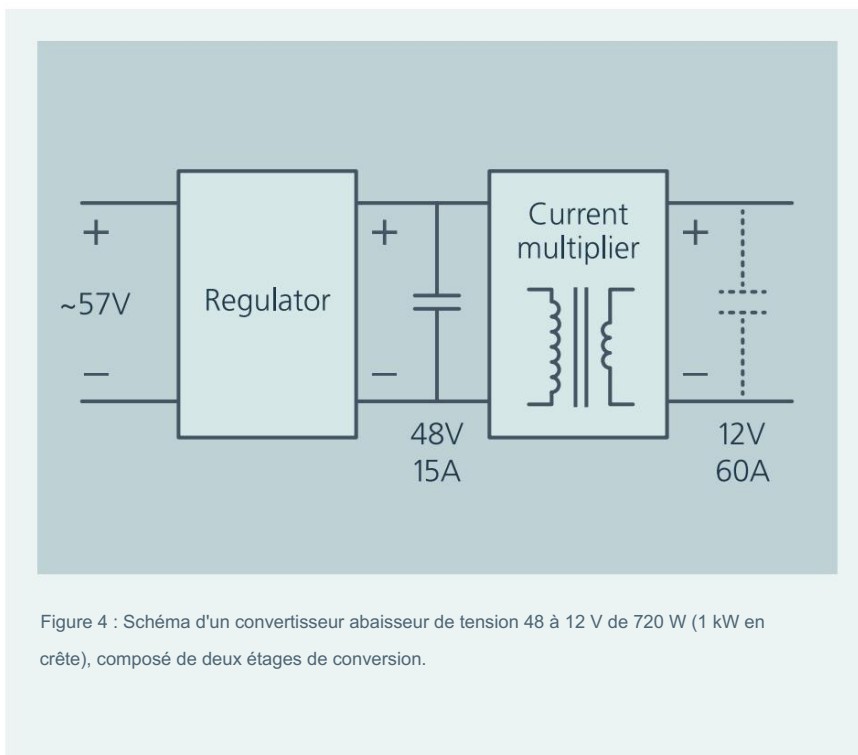 +
~57V
−
Regulator
+
−
48V
15A
Current
multiplier
+
−
12V
60A
Figure 4 : Schéma d'un convertisseur abaisseur de tension 48 à 12 V de 720 W (1 kW en
crête), composé de deux étages de conversion.